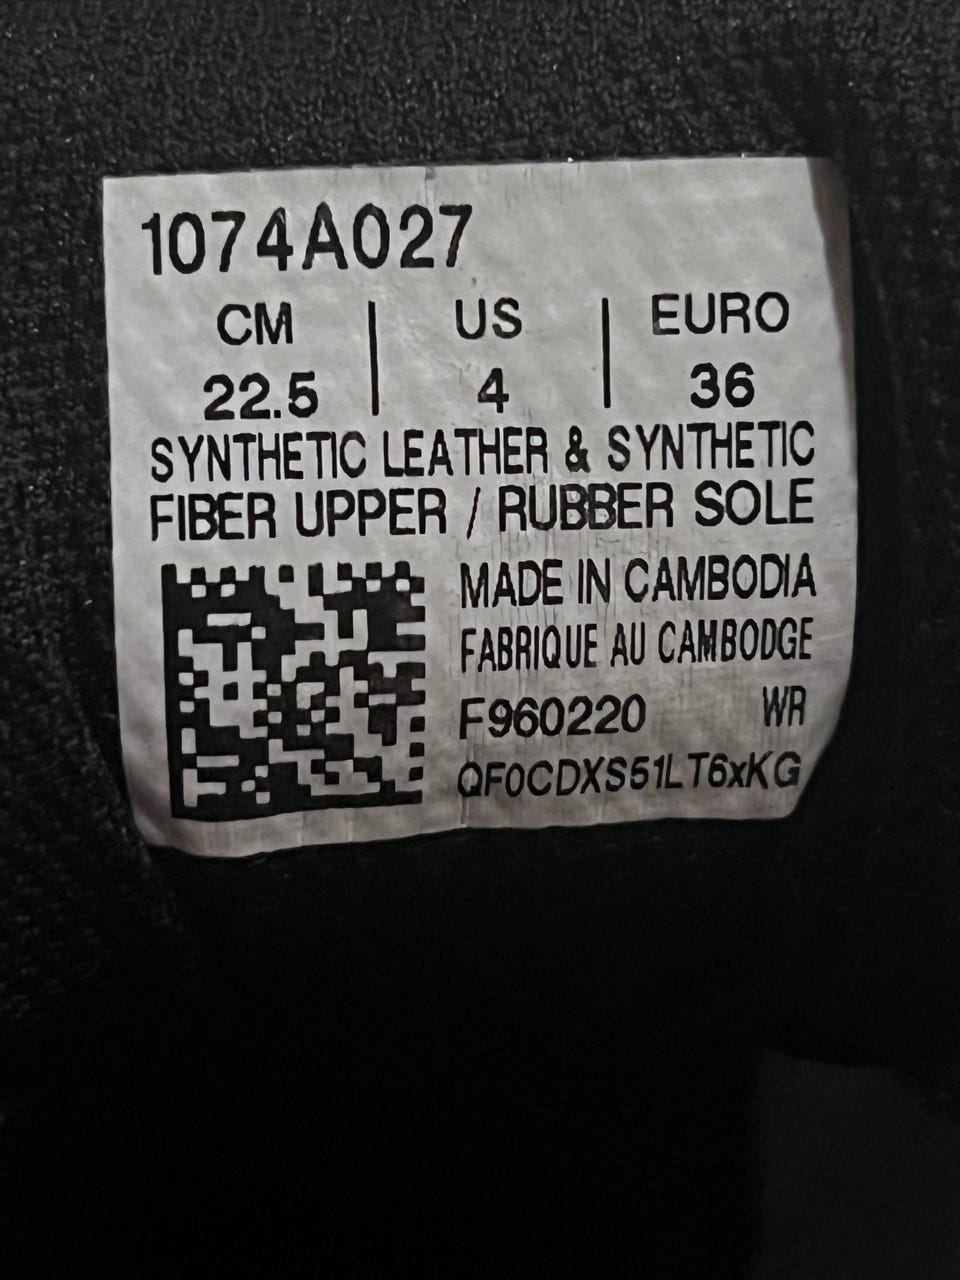 1074A027
CM | US | EURO
22.5 | 4 | 36
SYNTHETIC LEATHER & SYNTHETIC
FIBER UPPER / RUBBER SOLE
MADE IN CAMBODIA
FABRIQUE AU CAMBODGE
F960220 WR
QF0CDXS51LT6xKG